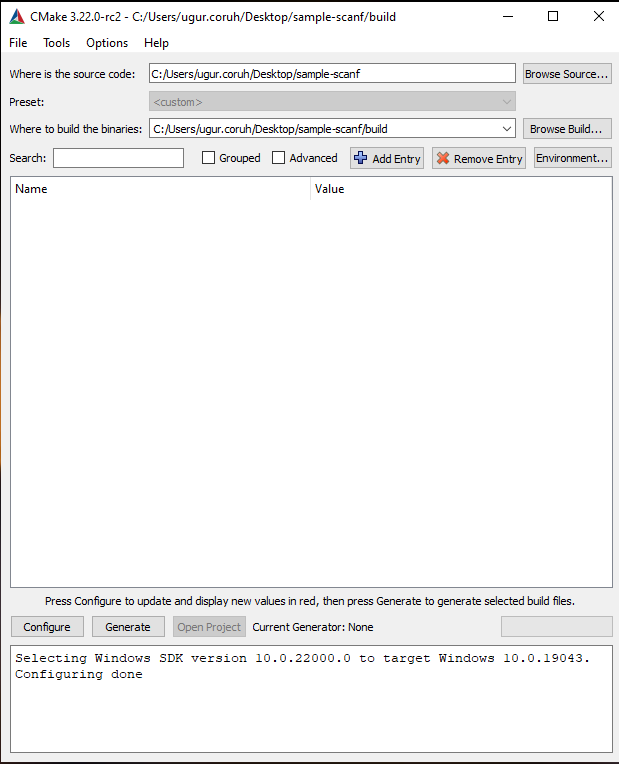 CMake 3.22.0-rc2 - C:/Users/ugur.coruh/Desktop/sample-scanf/build
File Tools Options Help
Where is the source code: C:/Users/ugur.coruh/Desktop/sample-scanf Browse Source...
Preset: <custom>
Where to build the binaries: C:/Users/ugur.coruh/Desktop/sample-scanf/build Browse Build...
Search: Grouped Advanced Add Entry Remove Entry Environment...
Name Value
Press Configure to update and display new values in red, then press Generate to generate selected build files.
Configure Generate Open Project Current Generator: None
Selecting Windows SDK version 10.0.22000.0 to target Windows 10.0.19043.
Configuring done